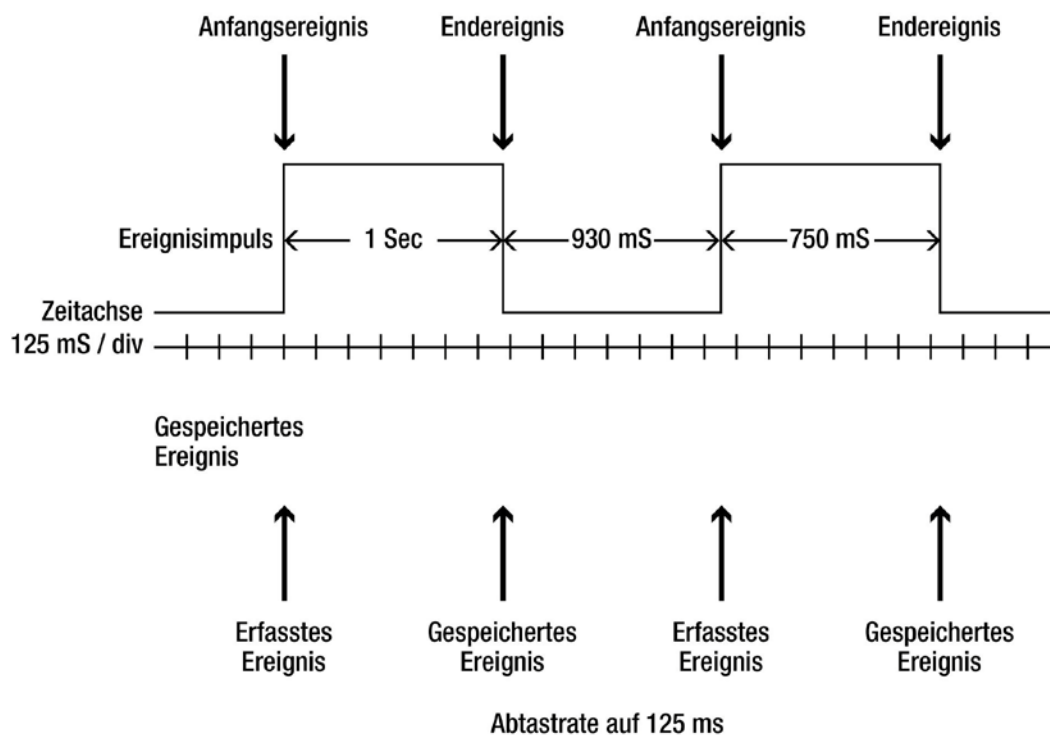 Anfangsereignis Endereignis Anfangsereignis Endereignis
Ereignisimpuls 1 Sec 930 mS 750 mS
Zeitachse
125 mS / div
Gespeichertes
Ereignis
Erfasstes Gespeichertes Erfasstes Gespeichertes
Ereignis Ereignis Ereignis Ereignis
Abtastrate auf 125 ms